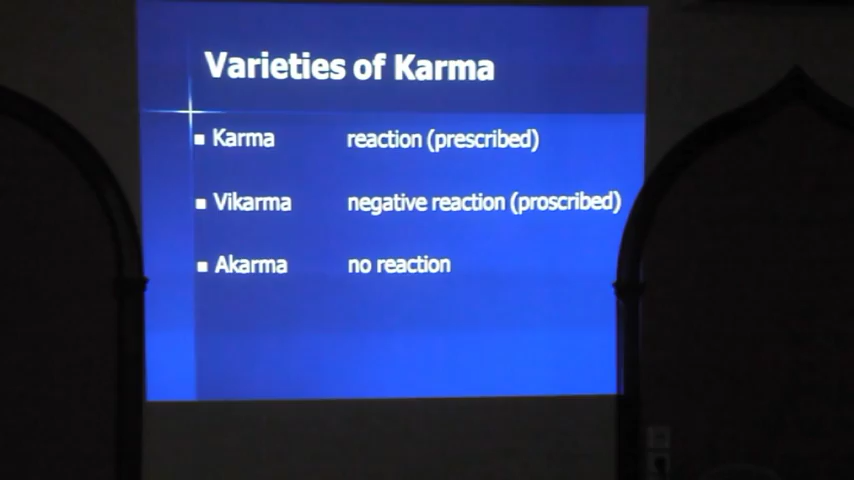 Varieties of Karma
Karma reaction (prescribed)
Vikarma negative reaction (proscribed)
Akarma no reaction